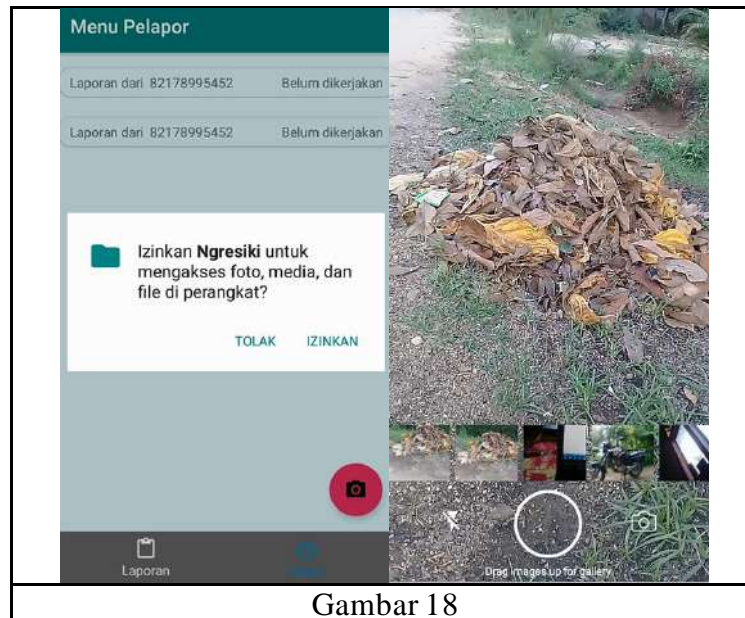 Menu Pelapor
Laporan dari 82178995452 Belum dikerjakan
Laporan dari 82178995452 Belum dikerjakan
Izinkan Ngresiki untuk
mengakses foto, media, dan
file di perangkat?
TOLAK IZINKAN
Laporan
Drag images up for gallery
Gambar 18